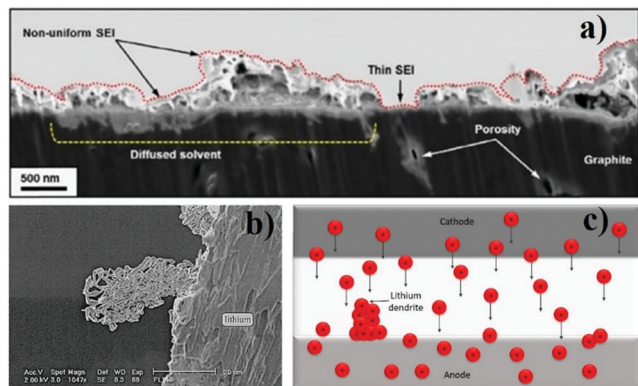 a)
Non-uniform SEI
Thin SEI
Porosity
Diffused solvent
Graphite
500 nm
b)
lithium
Acc.V Spot Magn Det WD Exp
2.00 kV 3.0 1047x SE 8.3 88 FL160
20 μm
c)
Cathode
Lithium
dendrite
Anode